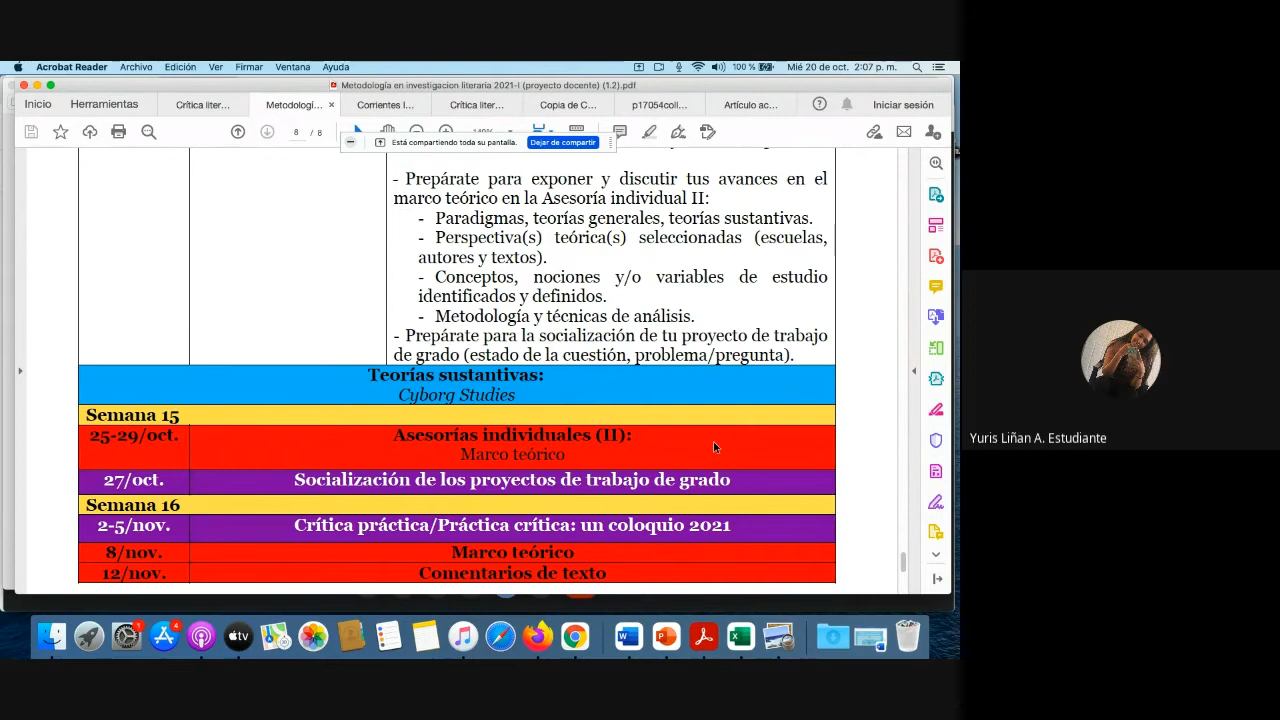 Acrobat Reader Archivo Edición Ver Firmar Ventana Ayuda 100 % Mié 20 de oct. 2:07 p. m.
Metodología en investigacion literaria 2021-I (proyecto docente) (1.2).pdf
Inicio Herramientas Crítica liter... Metodologí... × Corrientes l... Crítica liter... Copia de C... p17054coll... Artículo ac... Iniciar sesión
8 / 8
Está compartiendo toda su pantalla. Dejar de compartir
- Prepárate para exponer y discutir tus avances en el
marco teórico en la Asesoría individual II:
- Paradigmas, teorías generales, teorías sustantivas.
- Perspectiva(s) teórica(s) seleccionadas (escuelas,
autores y textos).
- Conceptos, nociones y/o variables de estudio
identificados y definidos.
- Metodología y técnicas de análisis.
- Prepárate para la socialización de tu proyecto de trabajo
de grado (estado de la cuestión, problema/pregunta).
Teorías sustantivas:
Cyborg Studies
Semana 15
25-29/oct. Asesorías individuales (II):
Marco teórico
27/oct. Socialización de los proyectos de trabajo de grado
Semana 16
2-5/nov. Crítica práctica/Práctica crítica: un coloquio 2021
8/nov. Marco teórico
12/nov. Comentarios de texto
Yuris Liñan A. Estudiante